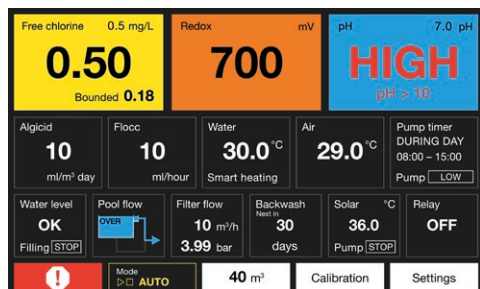 Free chlorine 0.5 mg/L
0.50
Bounded 0.18
Redox mV
700
pH 7.0 pH
HIGH
pH > 10
Algicid
10
ml/m³ day
Flocc
10
ml/hour
Water
30.0 °C
Smart heating
Air
29.0 °C
Pump timer
DURING DAY
08:00 – 15:00
Pump LOW
Water level
OK
Filling STOP
Pool flow
OVER
Filter flow
10 m³/h
3.99 bar
Backwash
Next in
30
days
Solar °C
36.0
Pump STOP
Relay
OFF
Mode
AUTO
40 m³
Calibration
Settings